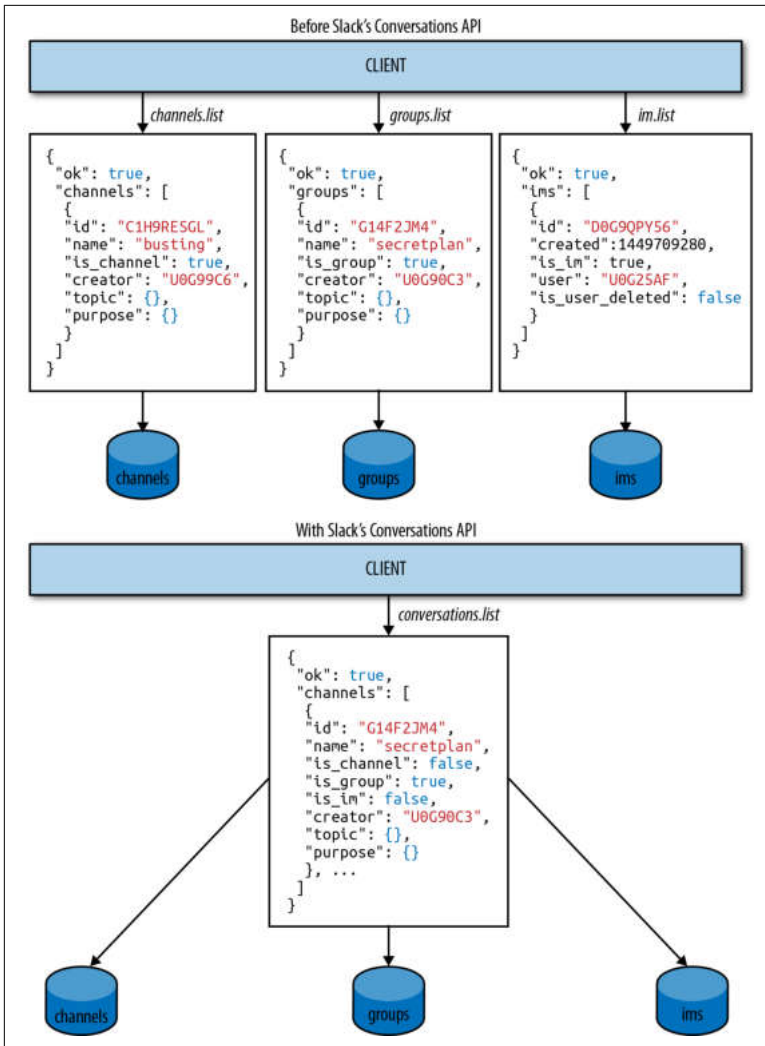 Before Slack's Conversations API
CLIENT
channels.list
groups.list
im.list
{
"ok": true,
"channels": [
{
"id": "C1H9RESGL",
"name": "busting",
"is_channel": true,
"creator": "U0G99C6",
"topic": {},
"purpose": {}
}
]
}
{
"ok": true,
"groups": [
{
"id": "G14F2JM4",
"name": "secretplan",
"is_group": true,
"creator": "U0G90C3",
"topic": {},
"purpose": {}
}
]
}
{
"ok": true,
"ims": [
{
"id": "D0G9QPY56",
"created":1449709280,
"is_im": true,
"user": "U0G2SAF",
"is_user_deleted": false
}
]
}
channels
groups
ims
With Slack's Conversations API
CLIENT
conversations.list
{
"ok": true,
"channels": [
{
"id": "G14F2JM4",
"name": "secretplan",
"is_channel": false,
"is_group": true,
"is_im": false,
"creator": "U0G90C3",
"topic": {},
"purpose": {}
}, ...
]
}
channels
groups
ims